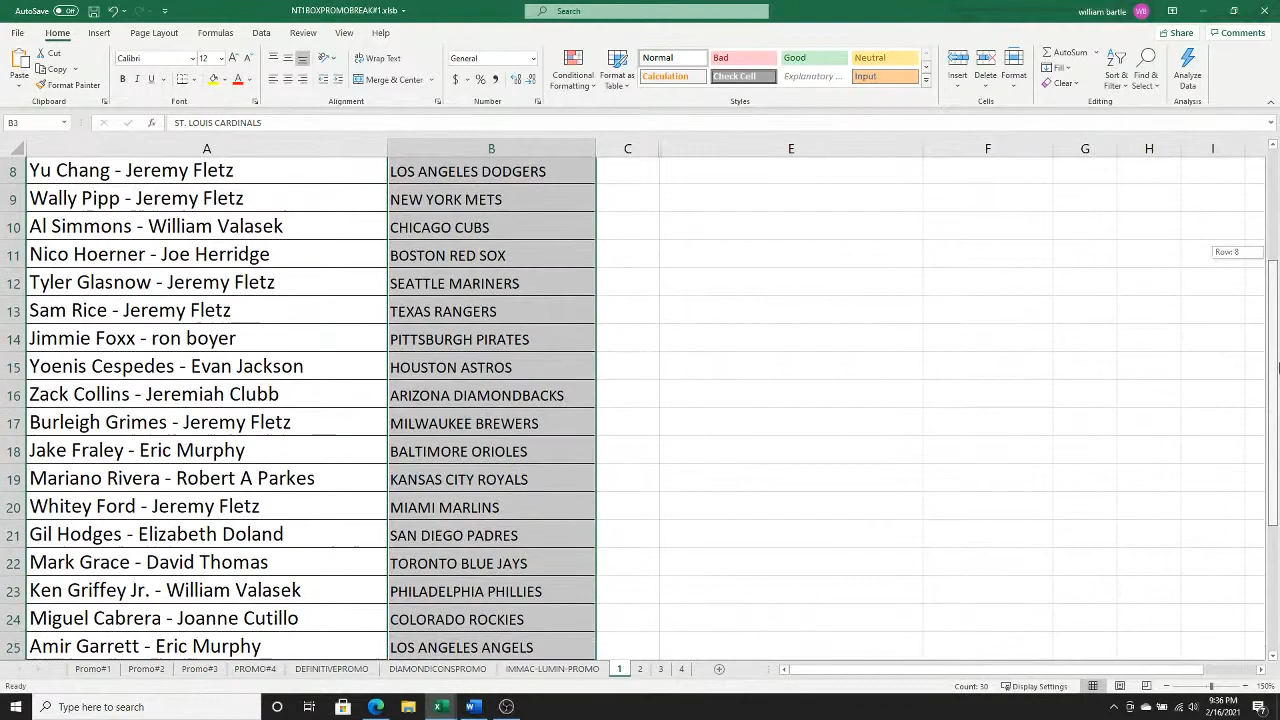 AutoSave Off NT1BOXPROMOBREAK#1.xlsb Search william bartle WB
File Home Insert Page Layout Formulas Data Review View Help Share Comments
Paste Cut Copy Format Painter Clipboard
Calibri 12 B I U Font
Wrap Text Merge & Center Alignment
General $ % Number
Conditional Formatting Format as Table
Normal Bad Good Neutral
Calculation Check Cell Explanatory ... Input
Styles
Insert Delete Format Cells
AutoSum Fill Clear Sort & Filter Find & Select Editing
Analyze Data Analysis
B3 fx ST. LOUIS CARDINALS
A B C E F G H I
8 Yu Chang - Jeremy Fletz LOS ANGELES DODGERS
9 Wally Pipp - Jeremy Fletz NEW YORK METS
10 Al Simmons - William Valasek CHICAGO CUBS
11 Nico Hoerner - Joe Herridge BOSTON RED SOX Row: 8
12 Tyler Glasnow - Jeremy Fletz SEATTLE MARINERS
13 Sam Rice - Jeremy Fletz TEXAS RANGERS
14 Jimmie Foxx - ron boyer PITTSBURGH PIRATES
15 Yoenis Cespedes - Evan Jackson HOUSTON ASTROS
16 Zack Collins - Jeremiah Clubb ARIZONA DIAMONDBACKS
17 Burleigh Grimes - Jeremy Fletz MILWAUKEE BREWERS
18 Jake Fraley - Eric Murphy BALTIMORE ORIOLES
19 Mariano Rivera - Robert A Parkes KANSAS CITY ROYALS
20 Whitey Ford - Jeremy Fletz MIAMI MARLINS
21 Gil Hodges - Elizabeth Doland SAN DIEGO PADRES
22 Mark Grace - David Thomas TORONTO BLUE JAYS
23 Ken Griffey Jr. - William Valasek PHILADELPHIA PHILLIES
24 Miguel Cabrera - Joanne Cutillo COLORADO ROCKIES
25 Amir Garrett - Eric Murphy LOS ANGELES ANGELS
Promo#1 Promo#2 Promo#3 PROMO#4 DEFINITIVEPROMO DIAMONDICONSPROMO IMMAC-LUMIN-PROMO 1 2 3 4
Ready Count: 30 Display Settings 150%
Type here to search 9:36 PM
2/16/2021